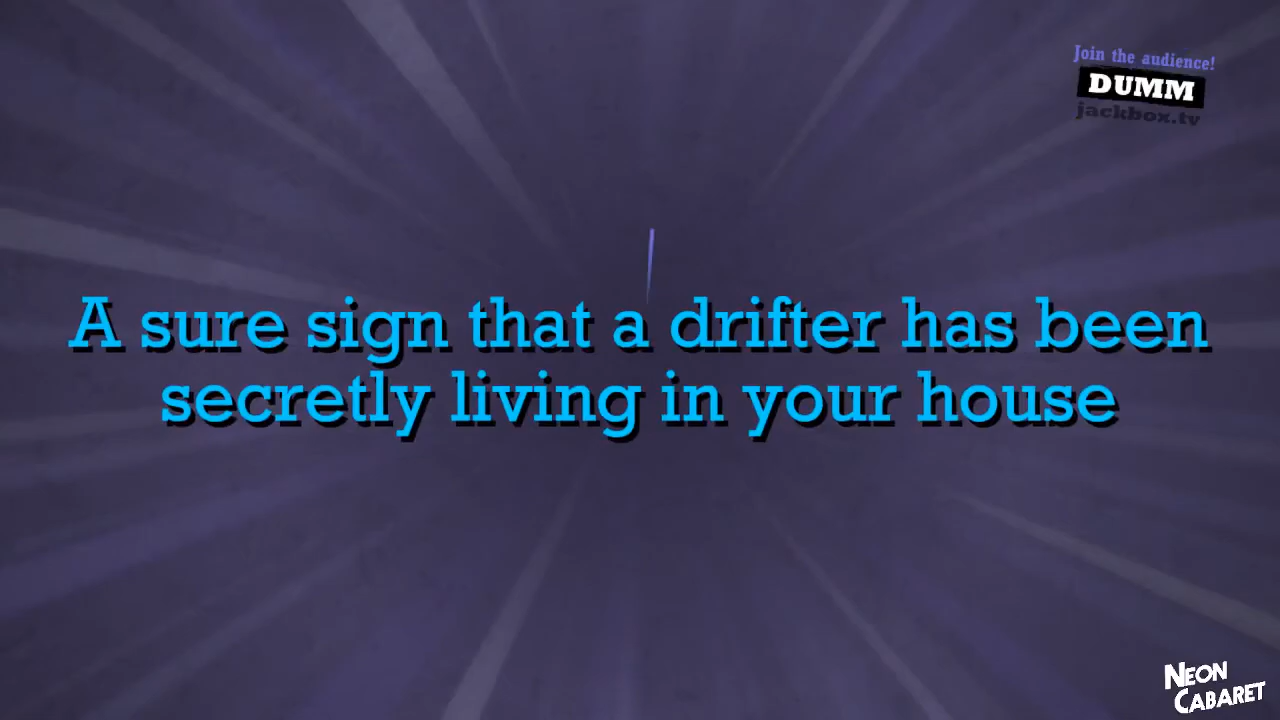 Join the audience!
DUMM
jackbox.tv
A sure sign that a drifter has been
secretly living in your house
NEON
CABARET